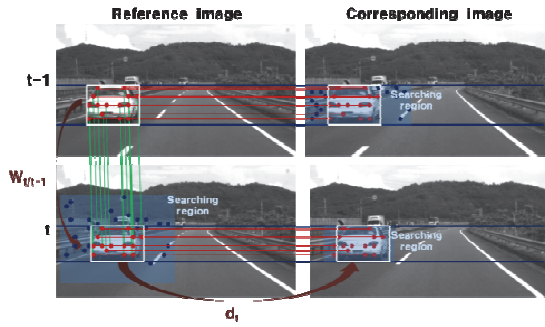 Reference image
Corresponding image
t-1
Searching
region
W t/t-1
Searching
region
t
Searching
region
d t